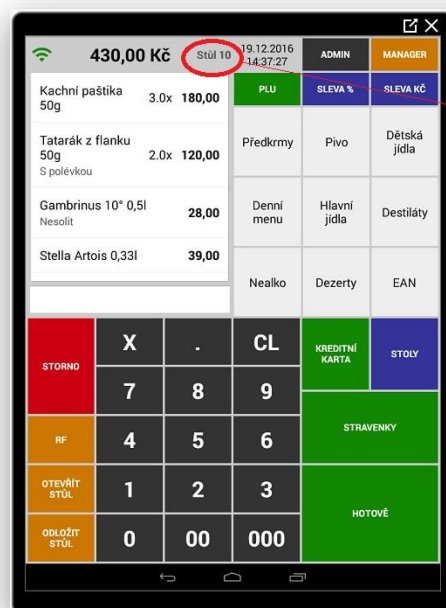 430,00 Kč Stůl 10 19.12.2016 ADMIN MANAGER
14:37:27
Kachní paštika 3.0x 180,00
50g
Tatarák z flanku 2.0x 120,00
50g
S polévkou
Gambrinus 10° 0,5l 28,00
Nesolit
Stella Artois 0,33l 39,00
PLU SLEVA % SLEVA KČ
Předkrmy Pivo Dětská
jídla
Denní Hlavní Destiláty
menu jídla
Nealko Dezerty EAN
STORNO X . CL KREDITNÍ
KARTA STOLY
7 8 9
RF 4 5 6 STRAVENKY
OTEVŘÍT
STŮL 1 2 3 HOTOVĚ
ODLOŽIT
STŮL 0 00 000